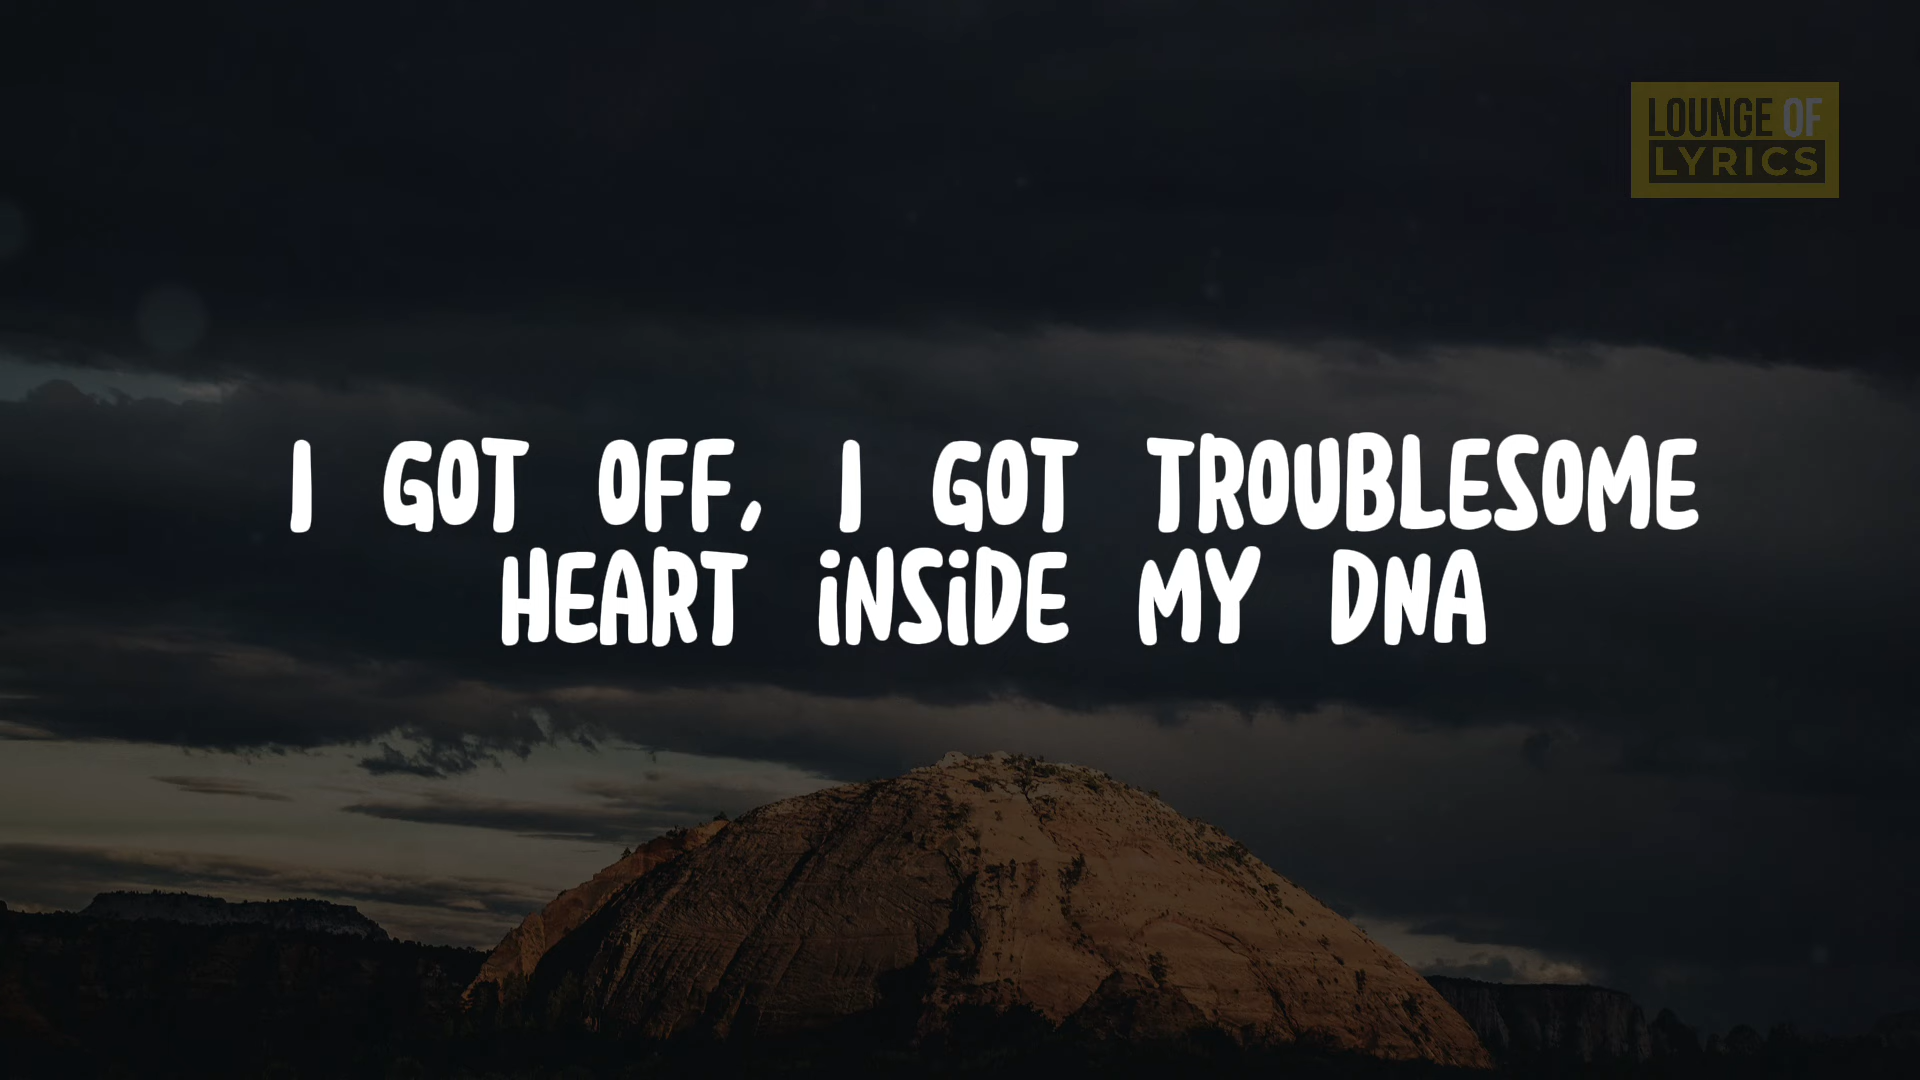 LOUNGE OF
LYRICS
I GOT OFF, I GOT TROUBLESOME
HEART iNSiDE MY DNA